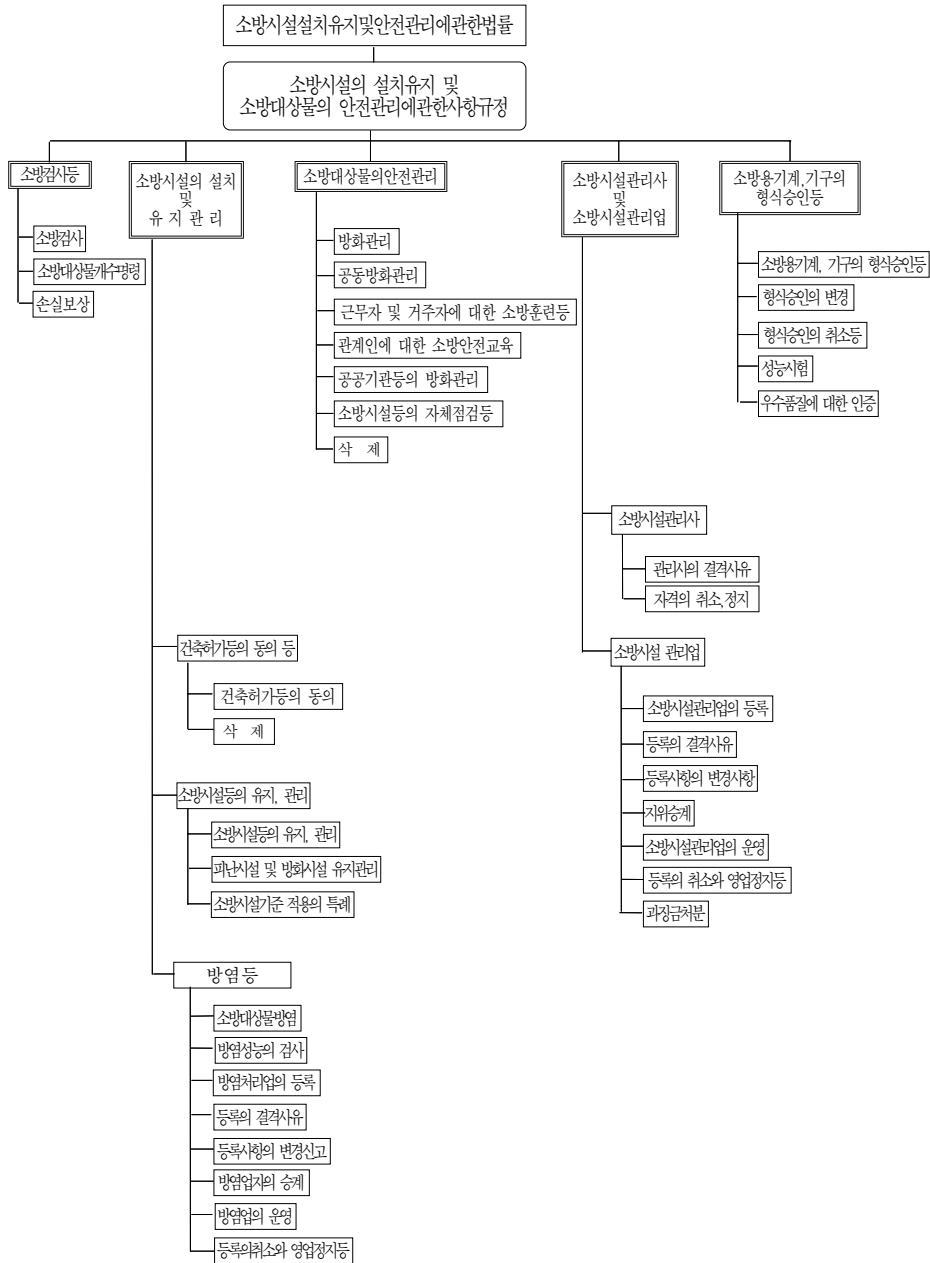 소방시설설치유지및안전관리에관한법률
소방시설의 설치유지 및
소방대상물의 안전관리에관한사항규정
소방검사등
소방검사
소방대상물개수명령
손실보상
소방시설의 설치
및
유 지 관 리
건축허가등의 동의 등
건축허가등의 동의
삭 제
소방시설등의 유지, 관리
소방시설등의 유지, 관리
피난시설 및 방화시설 유지관리
소방시설기준 적용의 특례
방염등
소방대상물방염
방염성능의 검사
방염처리업의 등록
등록의 결격사유
등록사항의 변경신고
방염업자의 승계
방염업의 운영
등록의취소와 영업정지등
소방대상물의안전관리
방화관리
공동방화관리
근무자 및 거주자에 대한 소방훈련등
관계인에 대한 소방안전교육
공공기관등의 방화관리
소방시설등의 자체점검등
삭 제
소방시설관리사
및
소방시설관리업
소방시설관리사
관리사의 결격사유
자격의 취소,정지
소방시설 관리업
소방시설관리업의 등록
등록의 결격사유
등록사항의 변경사항
지위승계
소방시설관리업의 운영
등록의 취소와 영업정지등
과징금처분
소방용기계,기구의
형식승인등
소방용기계, 기구의 형식승인등
형식승인의 변경
형식승인의 취소등
성능시험
우수품질에 대한 인증